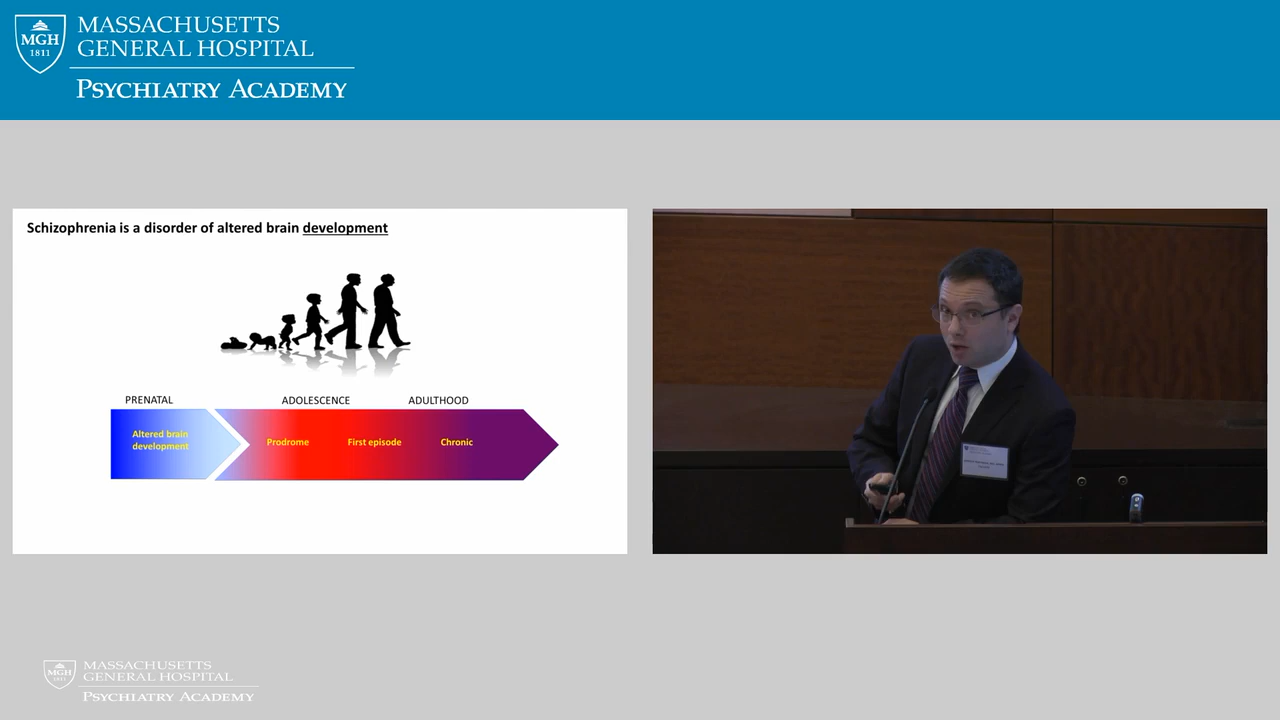 MASSACHUSETTS
GENERAL HOSPITAL
PSYCHIATRY ACADEMY
MGH
1811
Schizophrenia is a disorder of altered brain development
PRENATAL
ADOLESCENCE
ADULTHOOD
Altered brain
development
Prodrome
First episode
Chronic
MASSACHUSETTS
GENERAL HOSPITAL
PSYCHIATRY ACADEMY
MGH
1811